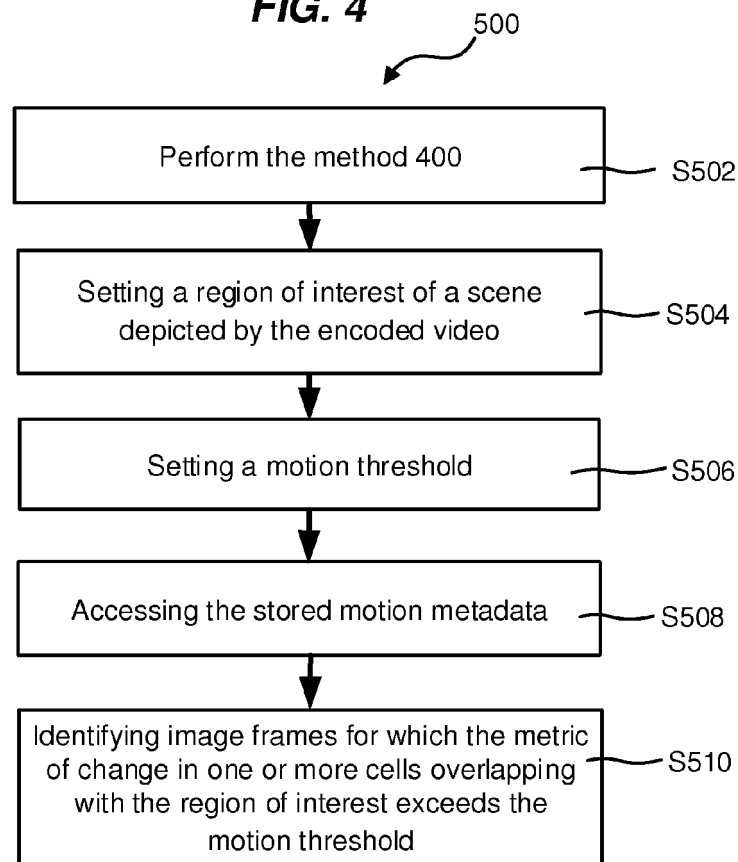 FIG. 4
500
Perform the method 400
S502
Setting a region of interest of a scene
depicted by the encoded video
S504
Setting a motion threshold
S506
Accessing the stored motion metadata
S508
Identifying image frames for which the metric
of change in one or more cells overlapping
with the region of interest exceeds the
motion threshold
S510